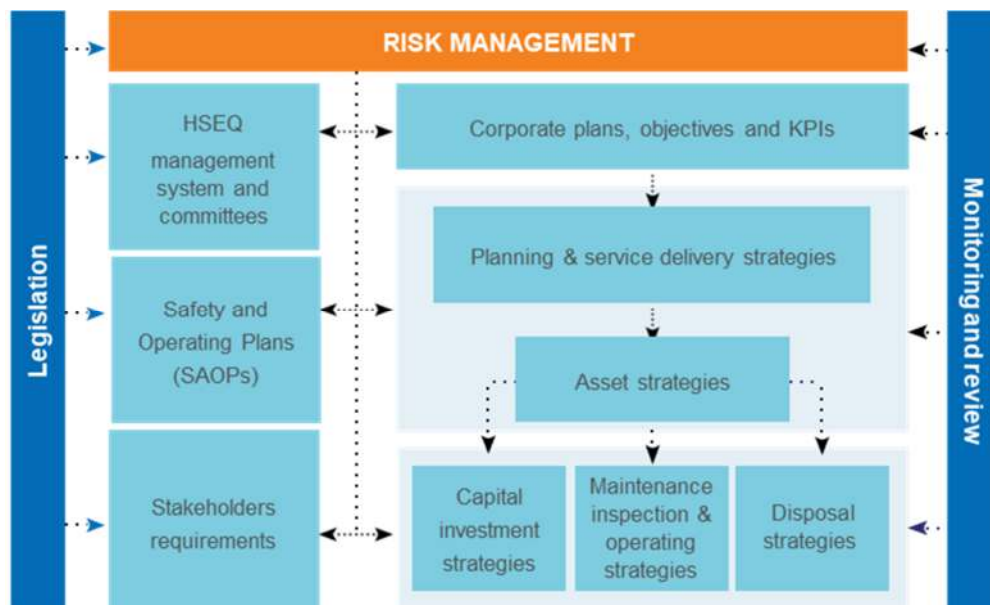 RISK MANAGEMENT
Legislation
HSEQ
management
system and
committees
Corporate plans, objectives and KPIs
Planning & service delivery strategies
Safety and
Operating Plans
(SAOPs)
Asset strategies
Stakeholders
requirements
Capital
investment
strategies
Maintenance
inspection &
operating
strategies
Disposal
strategies
Monitoring and review